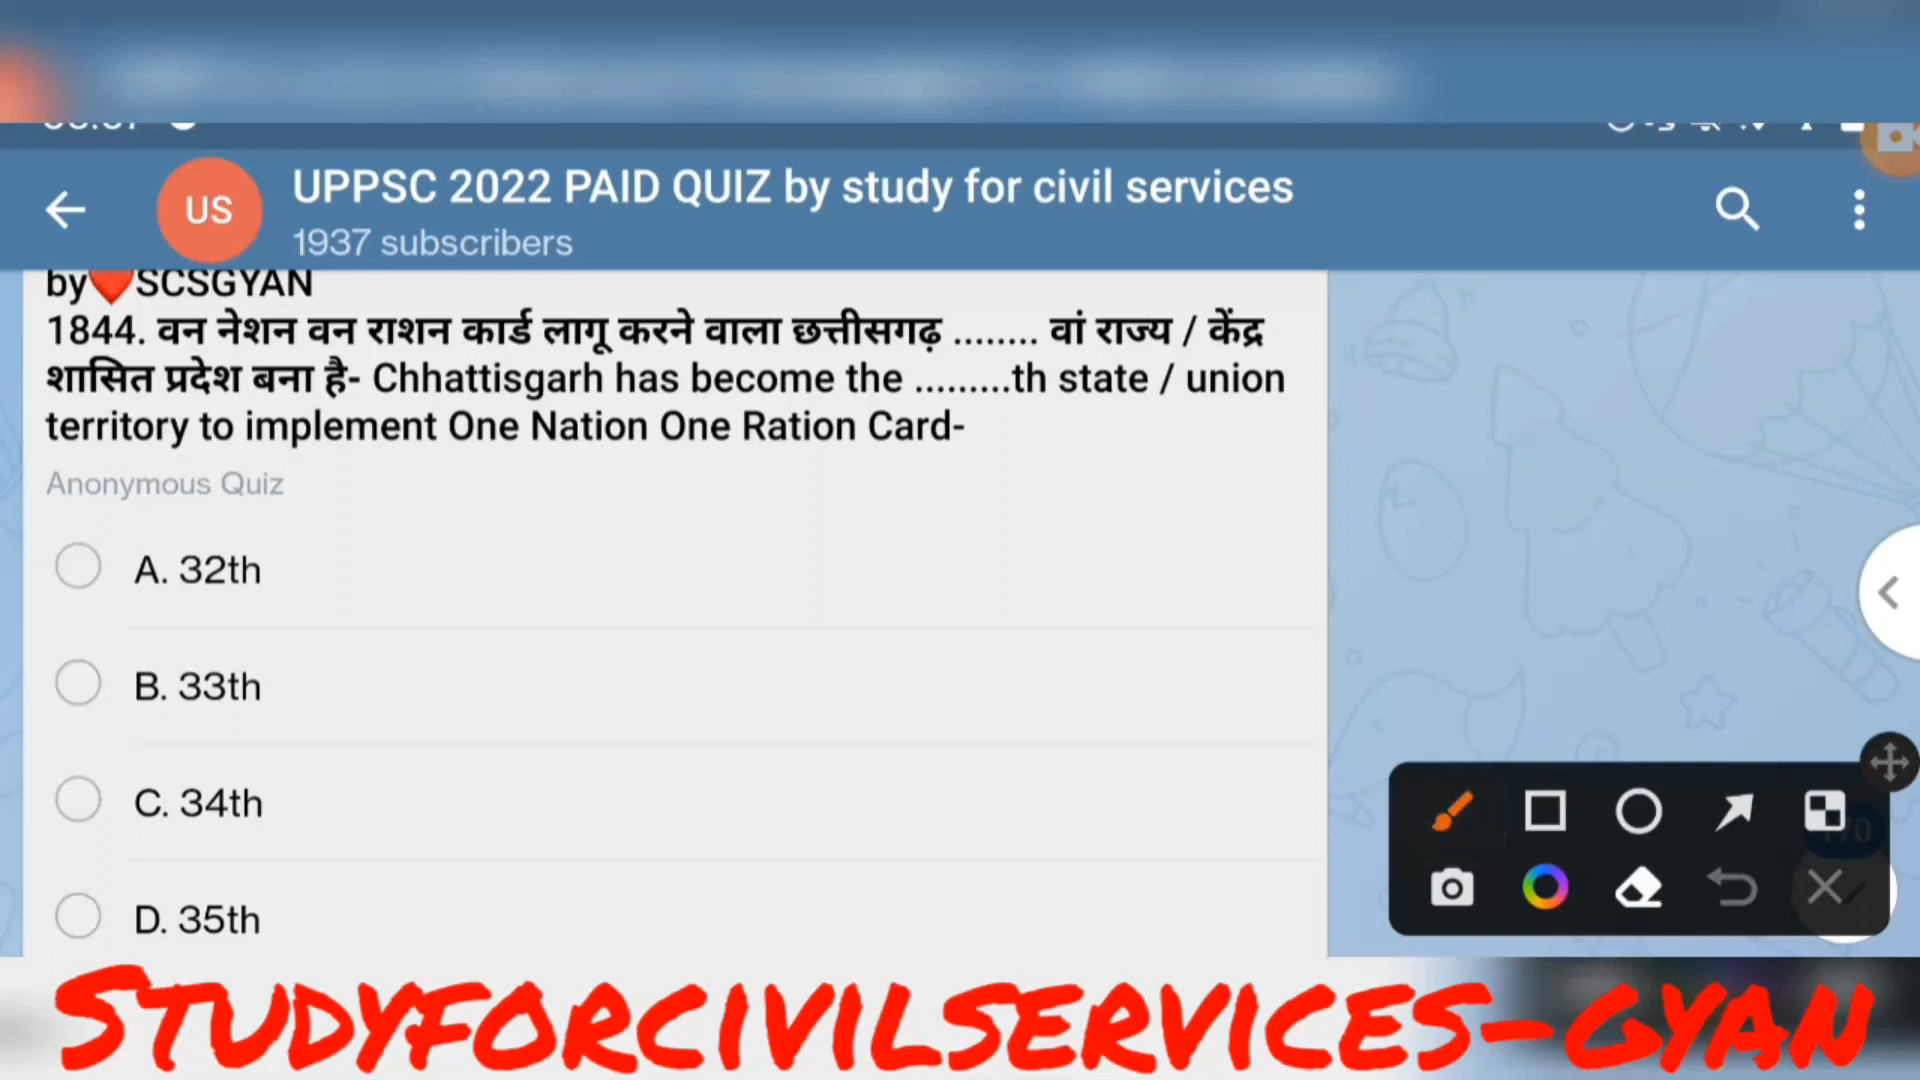 US
UPPSC 2022 PAID QUIZ by study for civil services
1937 subscribers
by❤️SCSGYAN
1844. वन नेशन वन राशन कार्ड लागू करने वाला छत्तीसगढ़ ........ वां राज्य / केंद्र
शासित प्रदेश बना है- Chhattisgarh has become the .........th state / union
territory to implement One Nation One Ration Card-
Anonymous Quiz
A. 32th
B. 33th
C. 34th
D. 35th
STUDYFORCIVILSERVICES-GYAN